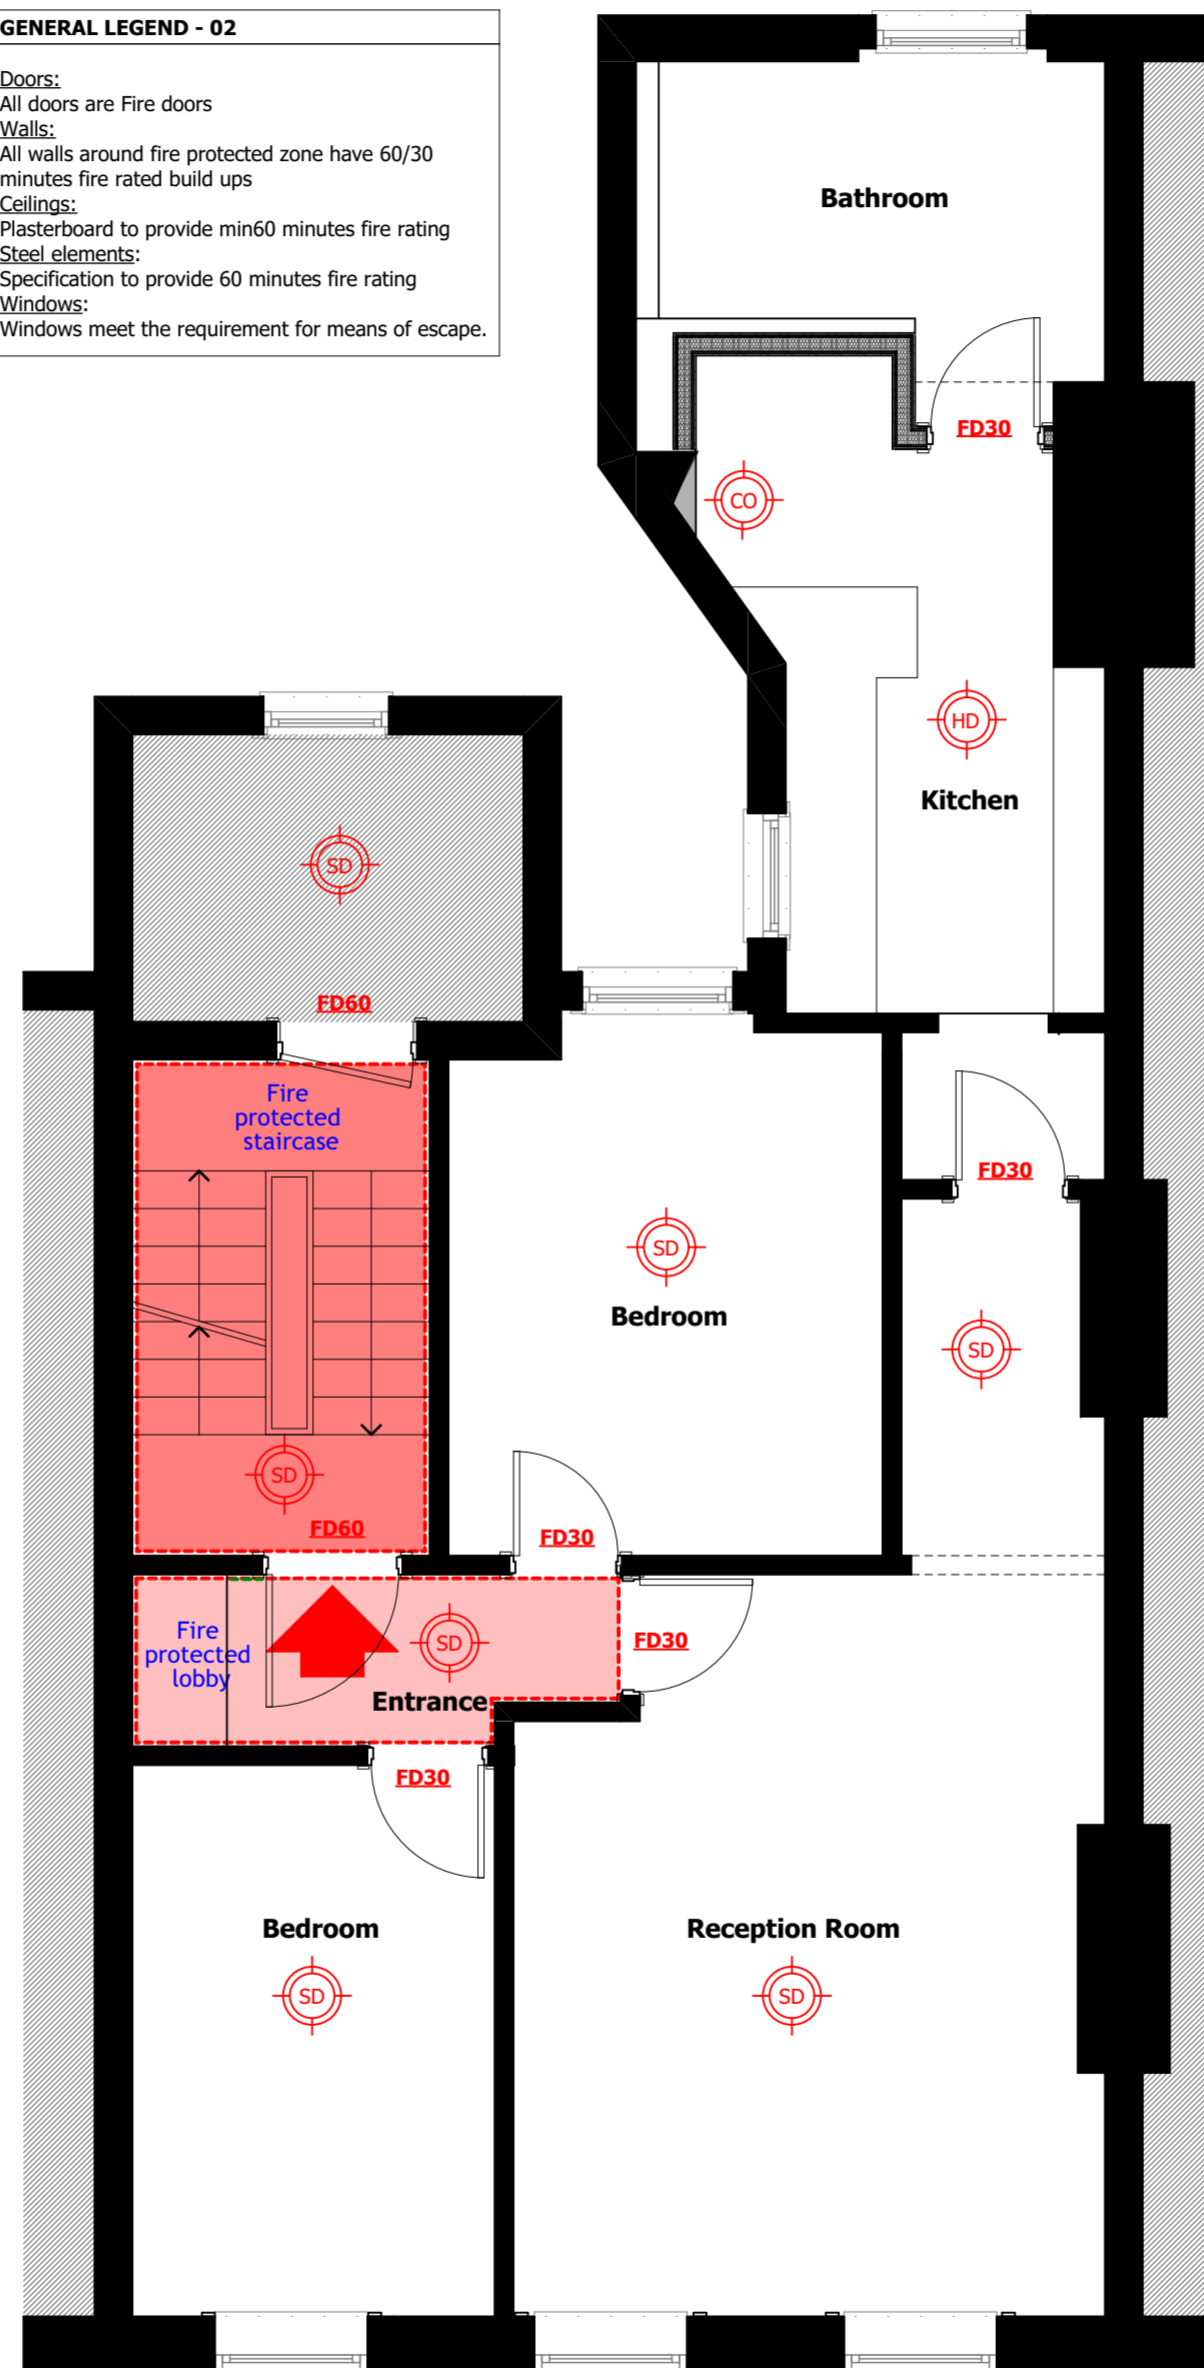 GENERAL LEGEND - 02
Doors:
All doors are Fire doors
Walls:
All walls around fire protected zone have 60/30
minutes fire rated build ups
Ceilings:
Plasterboard to provide min60 minutes fire rating
Steel elements:
Specification to provide 60 minutes fire rating
Windows:
Windows meet the requirement for means of escape.
Bathroom
FD30
CO
HD
Kitchen
SD
FD60
Fire
protected
staircase
FD30
SD
Bedroom
SD
SD
FD60
FD30
Fire
protected
lobby
SD
FD30
Entrance
FD30
Bedroom
Reception Room
SD
SD